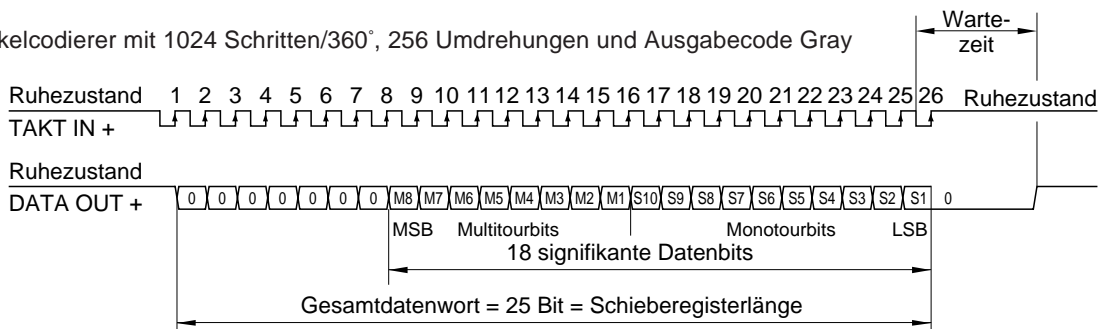 Warte-
zeit
kelcodierer mit 1024 Schritten/360°, 256 Umdrehungen und Ausgabecode Gray
Ruhezustand 1 2 3 4 5 6 7 8 9 10 11 12 13 14 15 16 17 18 19 20 21 22 23 24 25 26 Ruhezustand
TAKT IN +
Ruhezustand
DATA OUT + 0 0 0 0 0 0 0 M8 M7 M6 M5 M4 M3 M2 M1 S10 S9 S8 S7 S6 S5 S4 S3 S2 S1 0
MSB Multitourbits Monotourbits LSB
18 signifikante Datenbits
Gesamtdatenwort = 25 Bit = Schieberegisterlänge